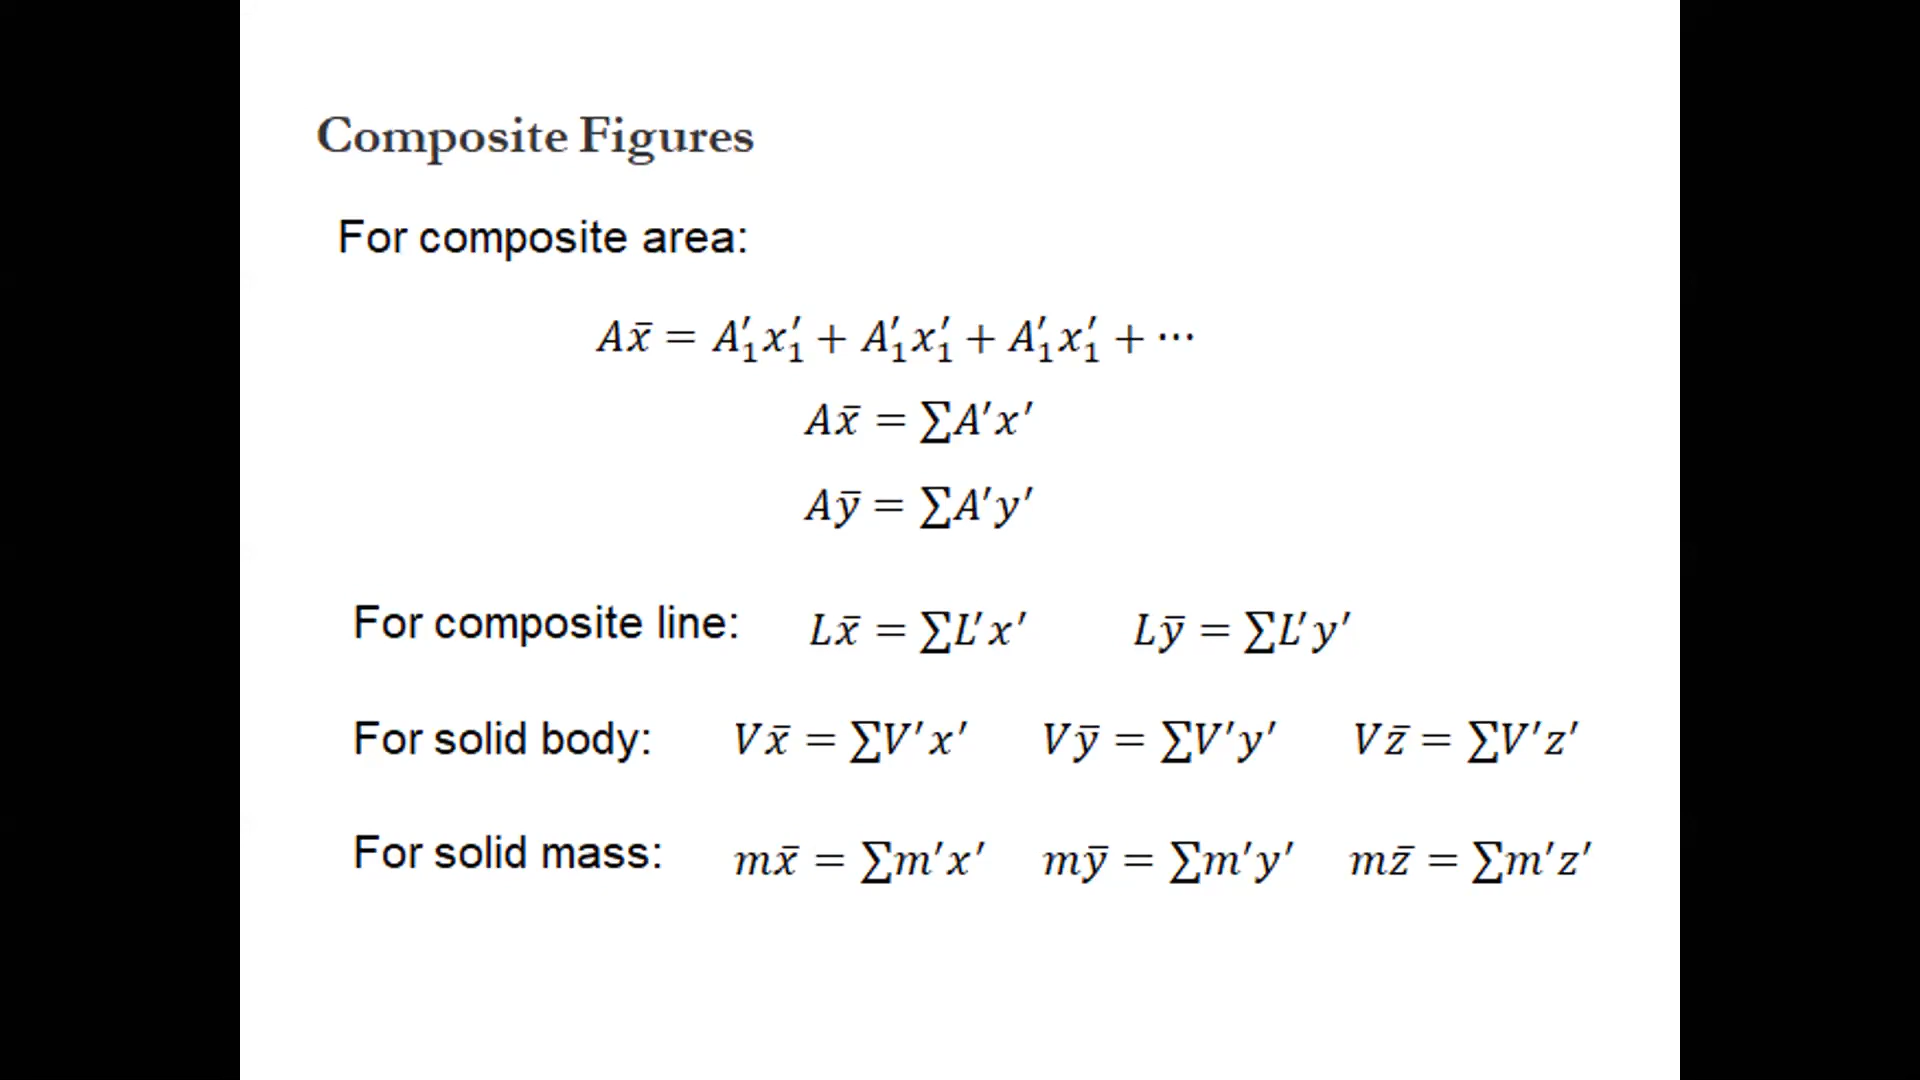 Composite Figures
For composite area:
Ax̄ = A′₁x′₁ + A′₁x′₁ + A′₁x′₁ + ⋯
Ax̄ = ∑A′x′
Aȳ = ∑A′y′
For composite line: Lx̄ = ∑L′x′ Lȳ = ∑L′y′
For solid body: Vx̄ = ∑V′x′ Vȳ = ∑V′y′ Vz̄ = ∑V′z′
For solid mass: mx̄ = ∑m′x′ mȳ = ∑m′y′ mz̄ = ∑m′z′